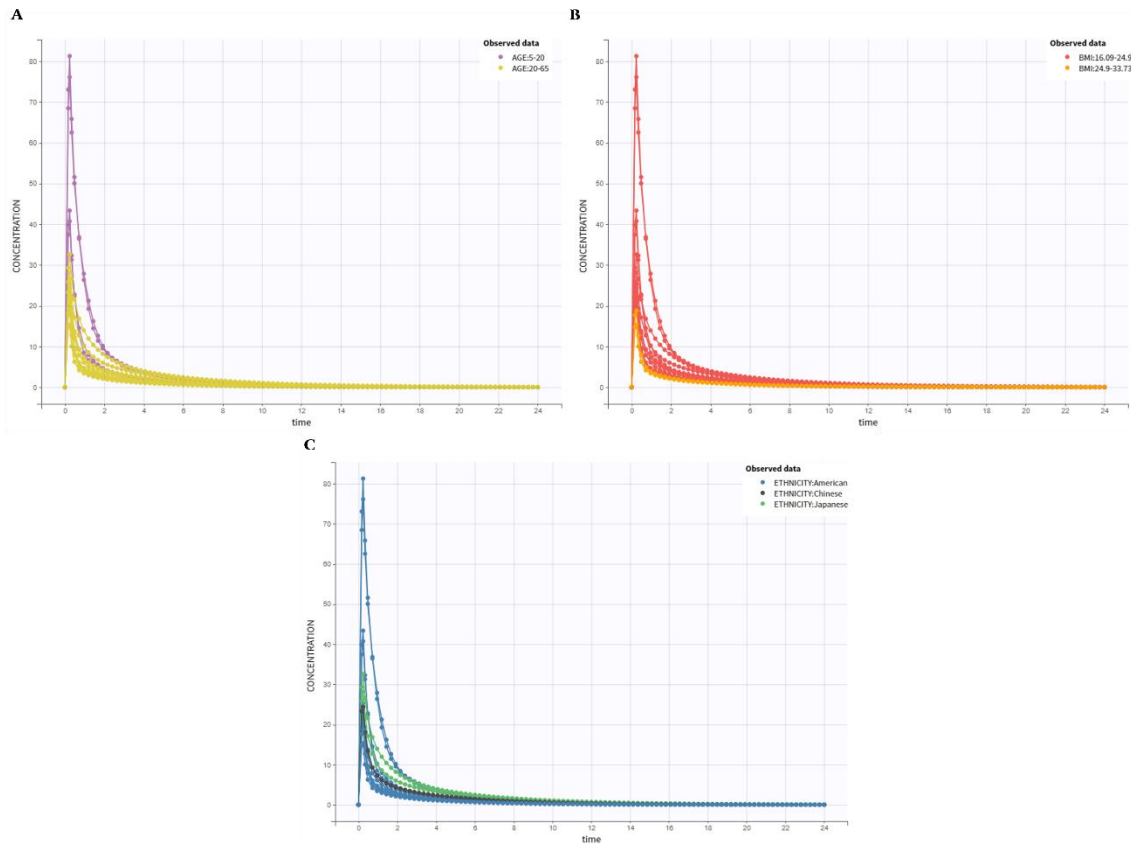 A
Observed data
AGE:5-20
AGE:20-65
80
70
60
50
40
30
20
10
0
CONCENTRATION
0 2 4 6 8 10 12 14 16 18 20 22 24
time
B
Observed data
BMI:16.09-24.9
BMI:24.9-33.73
80
70
60
50
40
30
20
10
0
CONCENTRATION
0 2 4 6 8 10 12 14 16 18 20 22 24
time
C
Observed data
ETHNICITY:American
ETHNICITY:Chinese
ETHNICITY:Japanese
80
70
60
50
40
30
20
10
0
CONCENTRATION
0 2 4 6 8 10 12 14 16 18 20 22 24
time